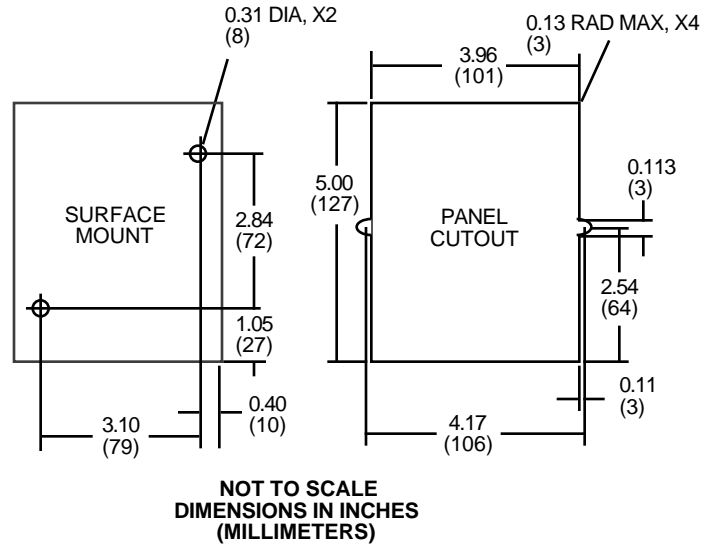 0.31 DIA, X2
(8)
0.13 RAD MAX, X4
(3)
3.96
(101)
SURFACE
MOUNT
2.84
(72)
1.05
(27)
0.40
(10)
3.10
(79)
5.00
(127)
PANEL
CUTOUT
0.113
(3)
2.54
(64)
0.11
(3)
4.17
(106)
NOT TO SCALE
DIMENSIONS IN INCHES
(MILLIMETERS)